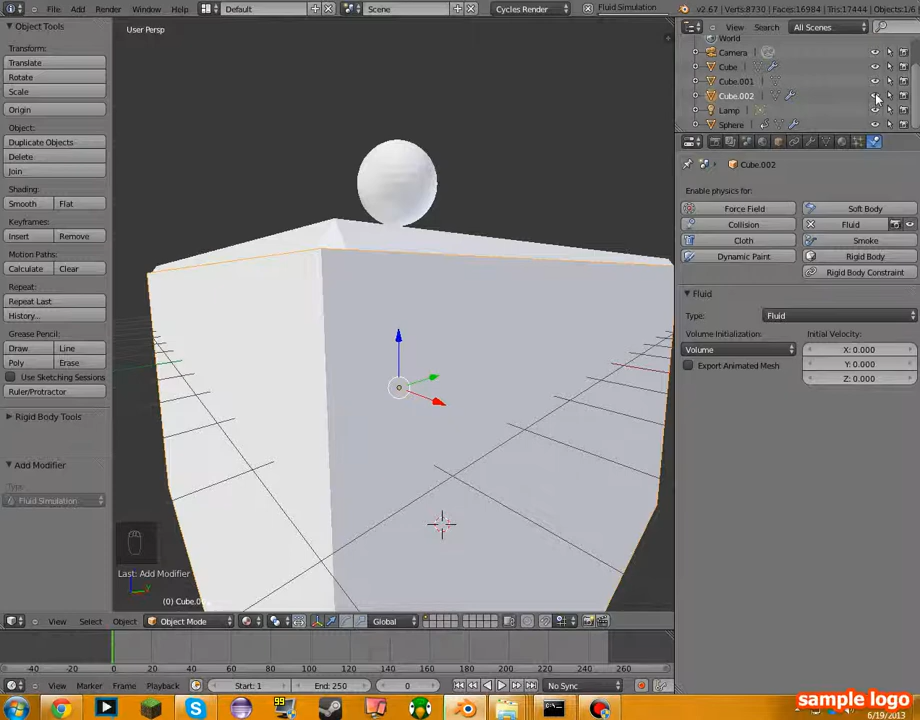 File Add Render Window Help Default Scene Cycles Render Fluid Simulation v2.67 | Verts:8730 | Faces:16984 | Tris:17444 | Objects:1/6
Object Tools
Transform:
Translate
Rotate
Scale
Origin
Object:
Duplicate Objects
Delete
Join
Shading:
Smooth Flat
Keyframes:
Insert Remove
Motion Paths:
Calculate Clear
Repeat:
Repeat Last
History...
Grease Pencil:
Draw Line
Poly Erase
Use Sketching Sessions
Ruler/Protractor
Rigid Body Tools
Add Modifier
Type:
Fluid Simulation
User Persp
Last: Add Modifier
(0) Cube.0
View Select Object Object Mode Global
-40 -20 0 20 40 60 80 100 120 140 160 180 200 220 240 260
View Marker Frame Playback Start: 1 End: 250 0 No Sync
View Search All Scenes
World
Camera
Cube
Cube.001
Cube.002
Lamp
Sphere
Cube.002
Enable physics for:
Force Field Soft Body
Collision Fluid
Cloth Smoke
Dynamic Paint Rigid Body
Rigid Body Constraint
Fluid
Type: Fluid
Volume Initialization: Initial Velocity:
Volume X: 0.000
Export Animated Mesh Y: 0.000
Z: 0.000
sample logo
6/19/2013